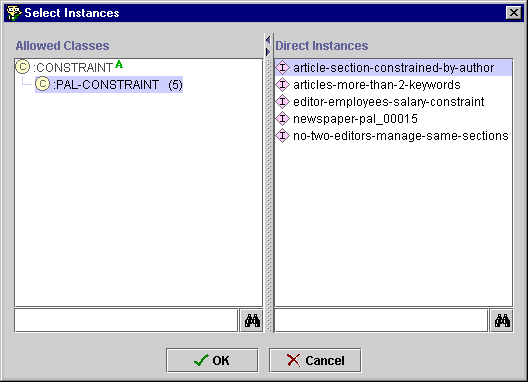 Select Instances
Allowed Classes
C :CONSTRAINT A
C :PAL-CONSTRAINT (5)
Direct Instances
I article-section-constrained-by-author
I articles-more-than-2-keywords
I editor-employees-salary-constraint
I newspaper-pal_00015
I no-two-editors-manage-same-sections
OK
Cancel